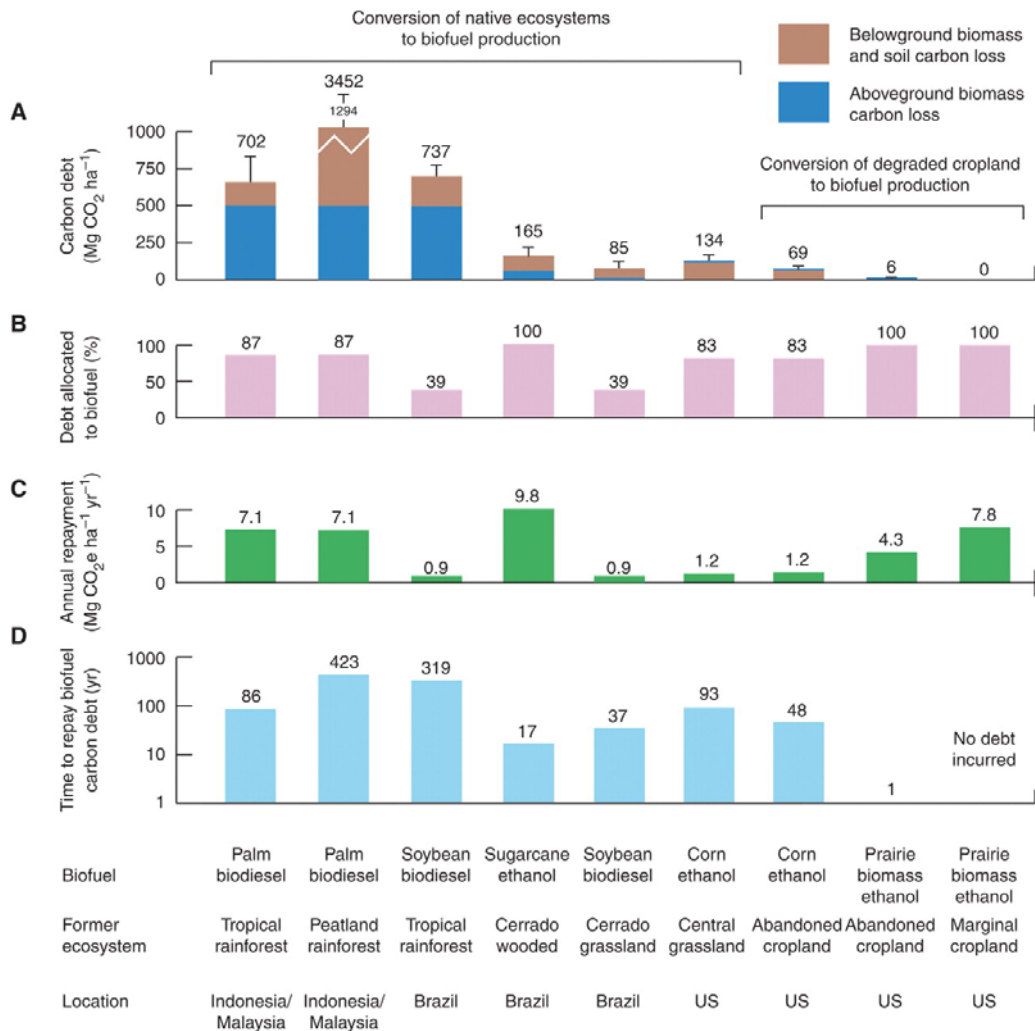 Conversion of native ecosystems
to biofuel production
Belowground biomass
and soil carbon loss
Aboveground biomass
carbon loss
Conversion of degraded cropland
to biofuel production
A
Carbon debt
(Mg CO2 ha−1)
1000
750
500
250
0
702
3452
1294
737
165
85
134
69
6
0
B
Debt allocated
to biofuel (%)
100
50
0
87
87
39
100
39
83
83
100
100
C
Annual repayment
(Mg CO2e ha−1 yr−1)
10
5
0
7.1
7.1
0.9
9.8
0.9
1.2
1.2
4.3
7.8
D
Time to repay biofuel
carbon debt (yr)
1000
100
10
1
86
423
319
17
37
93
48
1
No debt
incurred
Biofuel
Palm
biodiesel
Palm
biodiesel
Soybean
biodiesel
Sugarcane
ethanol
Soybean
biodiesel
Corn
ethanol
Corn
ethanol
Prairie
biomass
ethanol
Prairie
biomass
ethanol
Former
ecosystem
Tropical
rainforest
Peatland
rainforest
Tropical
rainforest
Cerrado
wooded
Cerrado
grassland
Central
grassland
Abandoned
cropland
Abandoned
cropland
Marginal
cropland
Location
Indonesia/
Malaysia
Indonesia/
Malaysia
Brazil
Brazil
Brazil
US
US
US
US